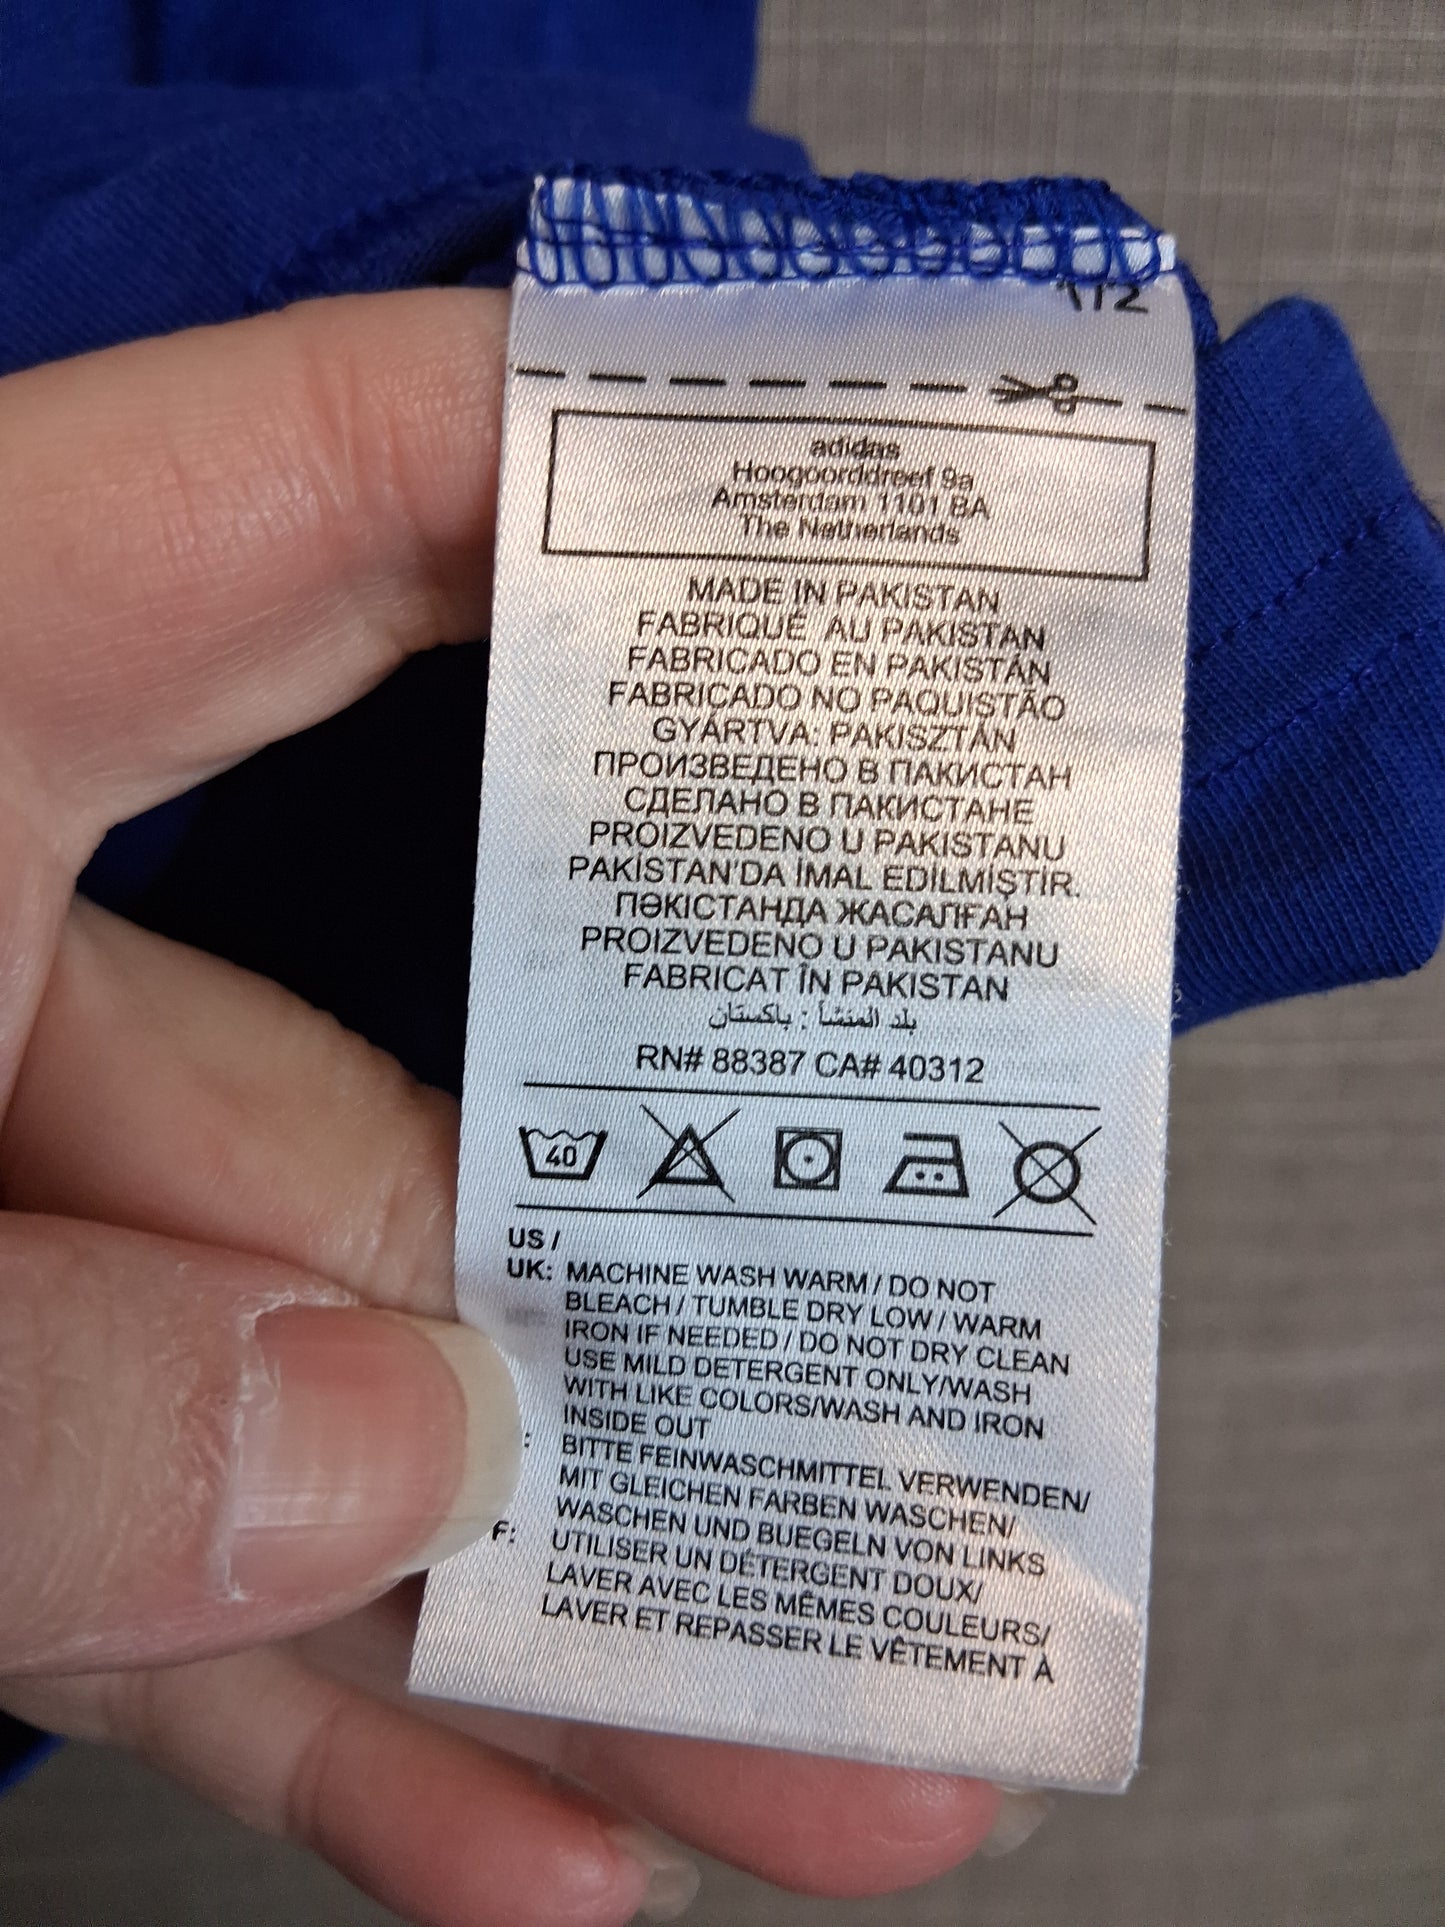 adidas
Hoogoorddreef 9a
Amsterdam 1101 BA
The Netherlands
MADE IN PAKISTAN
FABRIQUÉ AU PAKISTAN
FABRICADO EN PAKISTÁN
FABRICADO NO PAQUISTÃO
GYÁRTVA: PAKISZTÁN
ПРОИЗВЕДЕНО В ПАКИСТАН
СДЕЛАНО В ПАКИСТАНЕ
PROIZVEDENO U PAKISTANU
PAKİSTAN'DA İMAL EDİLMİŞTİR.
ПӘКІСТАНДА ЖАСАЛҒАН
PROIZVEDENO U PAKISTANU
FABRICAT ÎN PAKISTAN
بلد المنشأ : باكستان
RN# 88387 CA# 40312
40
US /
UK: MACHINE WASH WARM / DO NOT
BLEACH / TUMBLE DRY LOW / WARM
IRON IF NEEDED / DO NOT DRY CLEAN
USE MILD DETERGENT ONLY/WASH
WITH LIKE COLORS/WASH AND IRON
INSIDE OUT
: BITTE FEINWASCHMITTEL VERWENDEN/
MIT GLEICHEN FARBEN WASCHEN/
WASCHEN UND BUEGELN VON LINKS
F: UTILISER UN DÉTERGENT DOUX/
LAVER AVEC LES MÊMES COULEURS/
LAVER ET REPASSER LE VÊTEMENT À